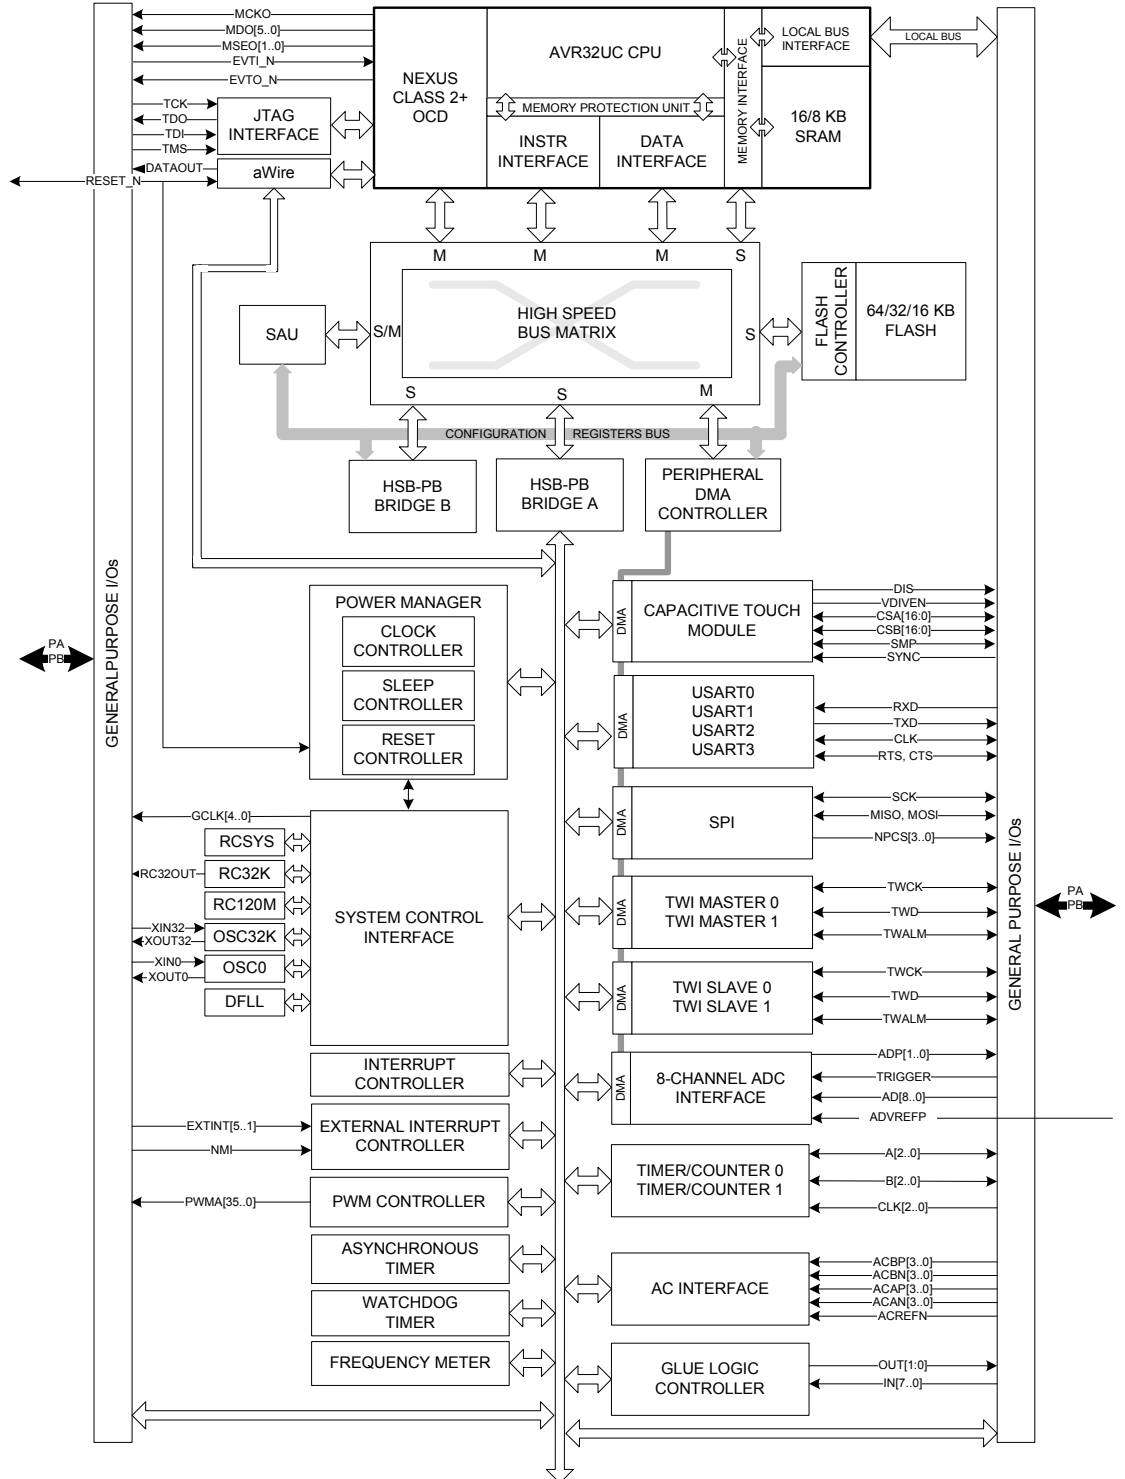 MCKO
MDO[5..0]
MSEO[1..0]
EVTI_N
EVTO_N
TCK
TDO
TDI
TMS
JTAG
INTERFACE
DATAOUT
aWire
RESET_N
NEXUS
CLASS 2+
OCD
AVR32UC CPU
MEMORY PROTECTION UNIT
INSTR
INTERFACE
DATA
INTERFACE
MEMORY INTERFACE
LOCAL BUS
INTERFACE
16/8 KB
SRAM
LOCAL BUS
M
M
M
S
SAU
S/M
HIGH SPEED
BUS MATRIX
S
FLASH
CONTROLLER
64/32/16 KB
FLASH
S
S
M
CONFIGURATION
REGISTERS BUS
HSB-PB
BRIDGE B
HSB-PB
BRIDGE A
PERIPHERAL
DMA
CONTROLLER
GENERALPURPOSE I/Os
PA
PB
POWER MANAGER
CLOCK
CONTROLLER
SLEEP
CONTROLLER
RESET
CONTROLLER
GCLK[4..0]
RCSYS
RC32OUT
RC32K
RC120M
XIN32
XOUT32
OSC32K
XIN0
XOUT0
OSC0
DFLL
SYSTEM CONTROL
INTERFACE
INTERRUPT
CONTROLLER
EXTINT[5..1]
NMI
EXTERNAL INTERRUPT
CONTROLLER
PWMA[35..0]
PWM CONTROLLER
ASYNCHRONOUS
TIMER
WATCHDOG
TIMER
FREQUENCY METER
DMA
CAPACITIVE TOUCH
MODULE
DIS
VDIVEN
CSA[16:0]
CSB[16:0]
SMP
SYNC
DMA
USART0
USART1
USART2
USART3
RXD
TXD
CLK
RTS, CTS
DMA
SPI
SCK
MISO, MOSI
NPCS[3..0]
DMA
TWI MASTER 0
TWI MASTER 1
TWCK
TWD
TWALM
DMA
TWI SLAVE 0
TWI SLAVE 1
TWCK
TWD
TWALM
DMA
8-CHANNEL ADC
INTERFACE
ADP[1..0]
TRIGGER
AD[8..0]
ADVREFP
TIMER/COUNTER 0
TIMER/COUNTER 1
A[2..0]
B[2..0]
CLK[2..0]
AC INTERFACE
ACBP[3..0]
ACBN[3..0]
ACAP[3..0]
ACAN[3..0]
ACREFN
GLUE LOGIC
CONTROLLER
OUT[1:0]
IN[7..0]
GENERAL PURPOSE I/Os
PA
PB